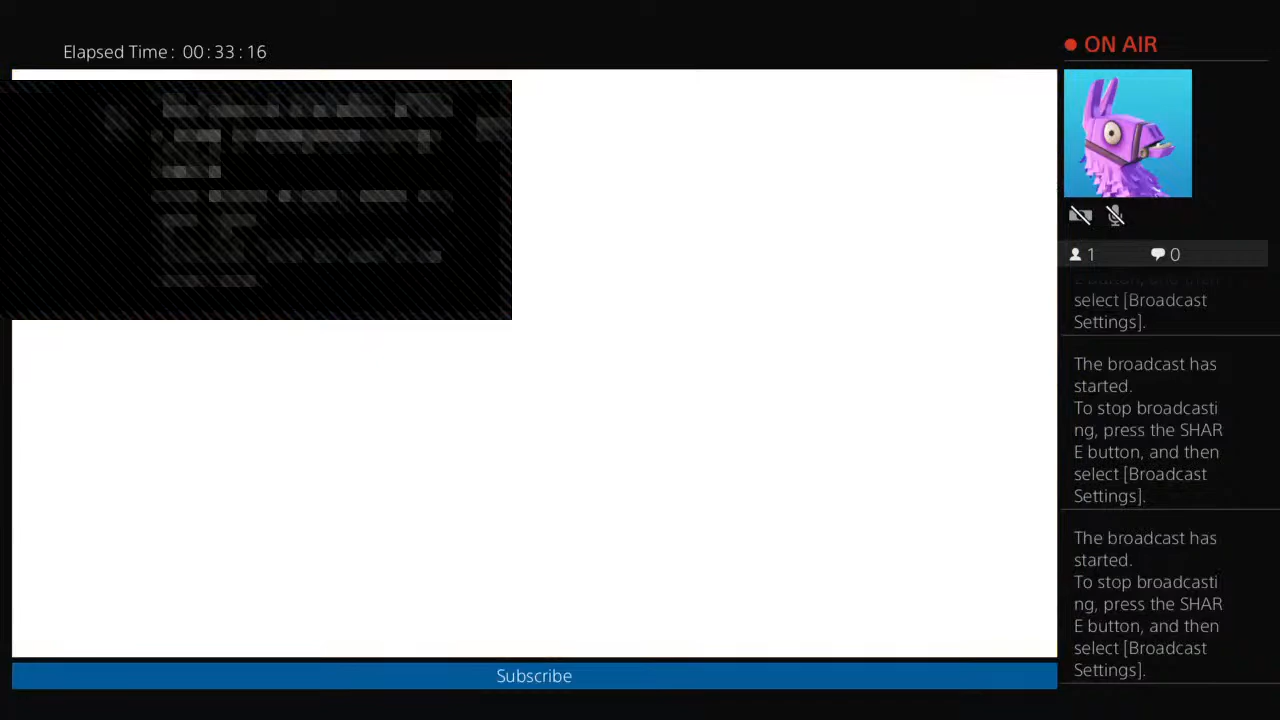 Elapsed Time: 00:33:16
ON AIR
1
0
select [Broadcast
Settings].
The broadcast has
started.
To stop broadcasti
ng, press the SHAR
E button, and then
select [Broadcast
Settings].
The broadcast has
started.
To stop broadcasti
ng, press the SHAR
E button, and then
select [Broadcast
Settings].
Subscribe